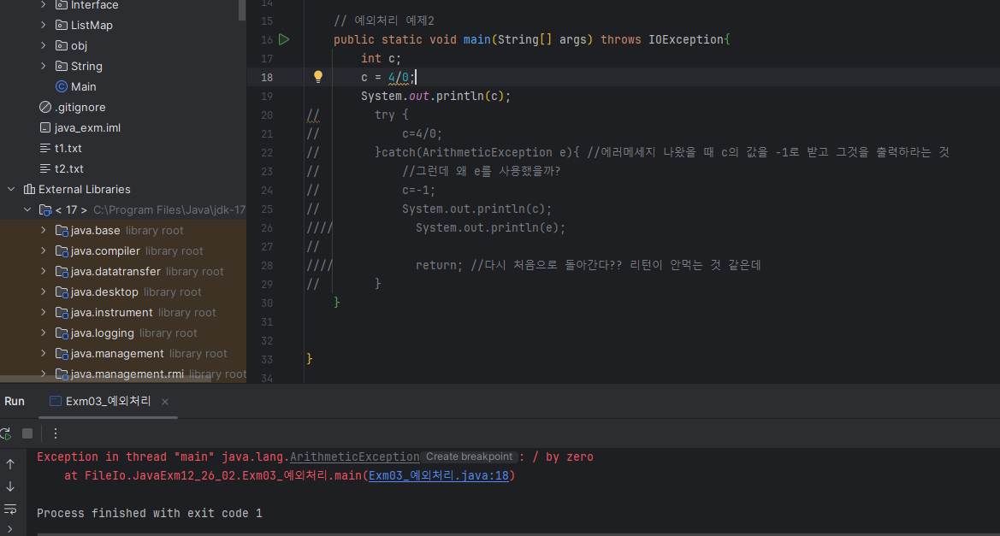 Interface
ListMap
obj
String
Main
.gitignore
java_exm.iml
t1.txt
t2.txt
External Libraries
< 17 > C:\Program Files\Java\jdk-17
java.base library root
java.compiler library root
java.datatransfer library root
java.desktop library root
java.instrument library root
java.logging library root
java.management library root
java.management.rmi library root
14
15 // 예외처리 예제2
16 public static void main(String[] args) throws IOException{
17 int c;
18 c = 4/0;
19 System.out.println(c);
20 // try {
21 // c=4/0;
22 // }catch(ArithmeticException e){ //에러메세지 나왔을 때 c의 값을 -1로 받고 그것을 출력하라는 것
23 // //그런데 왜 e를 사용했을까?
24 // c=-1;
25 // System.out.println(c);
26 //// System.out.println(e);
27 //
28 //// return; //다시 처음으로 돌아간다?? 리턴이 안먹는 것 같은데
29 // }
30 }
31
32
33 }
34
Run Exm03_예외처리
Exception in thread "main" java.lang.ArithmeticException Create breakpoint : / by zero
at FileIo.JavaExm12_26_02.Exm03_예외처리.main(Exm03_예외처리.java:18)
Process finished with exit code 1